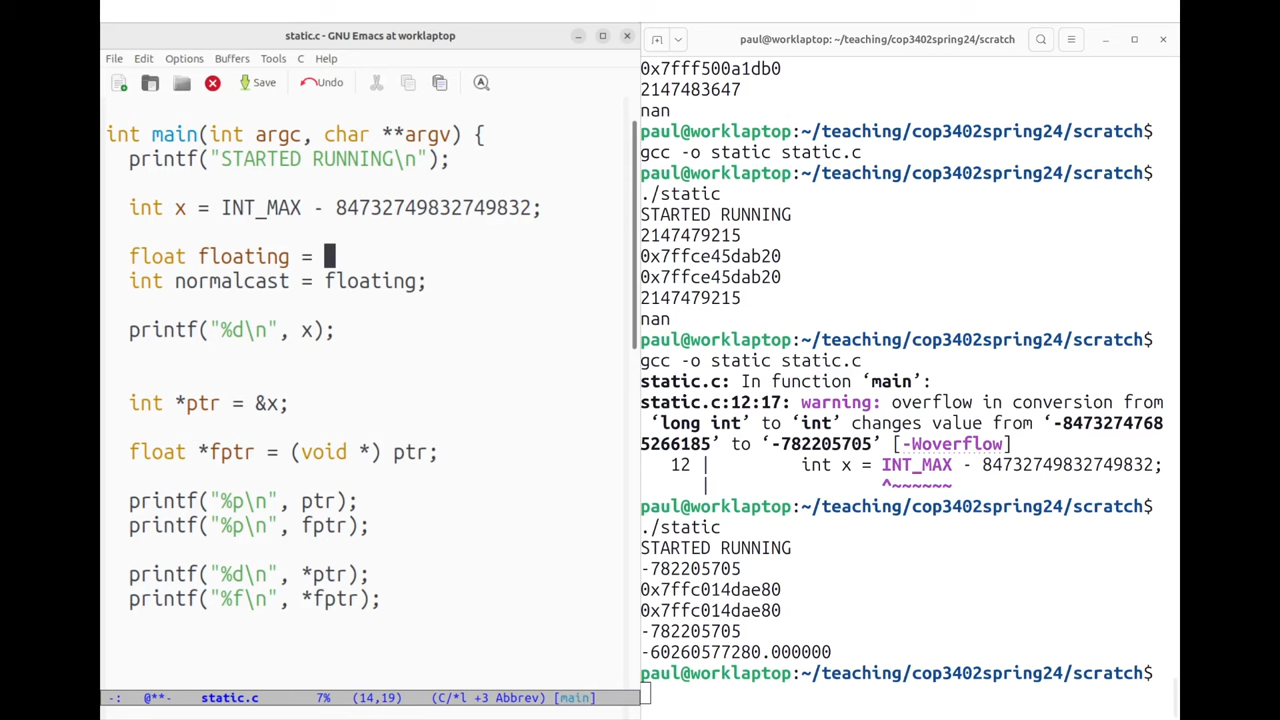 static.c - GNU Emacs at worklaptop
File Edit Options Buffers Tools C Help
Save Undo
int main(int argc, char **argv) {
printf("STARTED RUNNING\n");
int x = INT_MAX - 84732749832749832;
float floating =
int normalcast = floating;
printf("%d\n", x);
int *ptr = &x;
float *fptr = (void *) ptr;
printf("%p\n", ptr);
printf("%p\n", fptr);
printf("%d\n", *ptr);
printf("%f\n", *fptr);
-: @**- static.c 7% (14,19) (C/*l +3 Abbrev) [main]
paul@worklaptop: ~/teaching/cop3402spring24/scratch
0x7fff500a1db0
2147483647
nan
paul@worklaptop:~/teaching/cop3402spring24/scratch$
gcc -o static static.c
paul@worklaptop:~/teaching/cop3402spring24/scratch$
./static
STARTED RUNNING
2147479215
0x7ffce45dab20
0x7ffce45dab20
2147479215
nan
paul@worklaptop:~/teaching/cop3402spring24/scratch$
gcc -o static static.c
static.c: In function ‘main’:
static.c:12:17: warning: overflow in conversion from
‘long int’ to ‘int’ changes value from ‘-8473274768
5266185’ to ‘-782205705’ [-Woverflow]
12 | int x = INT_MAX - 84732749832749832;
| ^~~~~~~
paul@worklaptop:~/teaching/cop3402spring24/scratch$
./static
STARTED RUNNING
-782205705
0x7ffc014dae80
0x7ffc014dae80
-782205705
-60260577280.000000
paul@worklaptop:~/teaching/cop3402spring24/scratch$